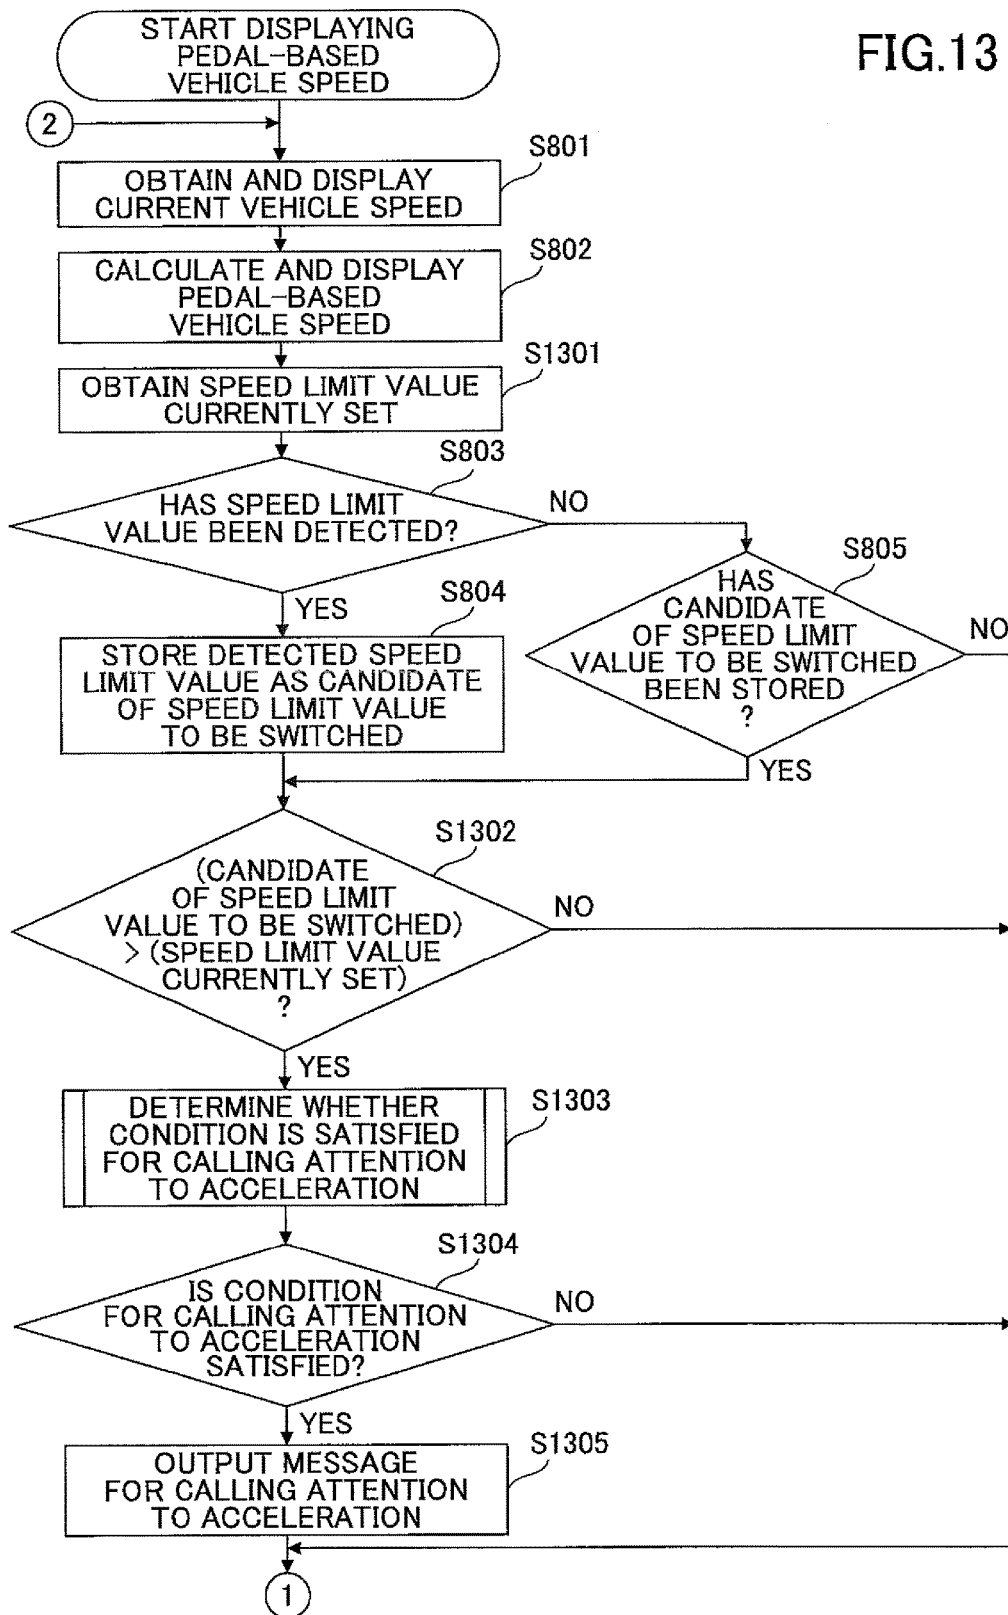 START DISPLAYING
PEDAL-BASED
VEHICLE SPEED
FIG.13
2
S801
OBTAIN AND DISPLAY
CURRENT VEHICLE SPEED
S802
CALCULATE AND DISPLAY
PEDAL-BASED
VEHICLE SPEED
S1301
OBTAIN SPEED LIMIT VALUE
CURRENTLY SET
S803
HAS SPEED LIMIT
VALUE BEEN DETECTED?
NO
YES
S805
HAS
CANDIDATE
OF SPEED LIMIT
VALUE TO BE SWITCHED
BEEN STORED
?
NO
YES
S804
STORE DETECTED SPEED
LIMIT VALUE AS CANDIDATE
OF SPEED LIMIT VALUE
TO BE SWITCHED
S1302
(CANDIDATE
OF SPEED LIMIT
VALUE TO BE SWITCHED)
> (SPEED LIMIT VALUE
CURRENTLY SET)
?
NO
YES
S1303
DETERMINE WHETHER
CONDITION IS SATISFIED
FOR CALLING ATTENTION
TO ACCELERATION
S1304
IS CONDITION
FOR CALLING ATTENTION
TO ACCELERATION
SATISFIED?
NO
YES
S1305
OUTPUT MESSAGE
FOR CALLING ATTENTION
TO ACCELERATION
1